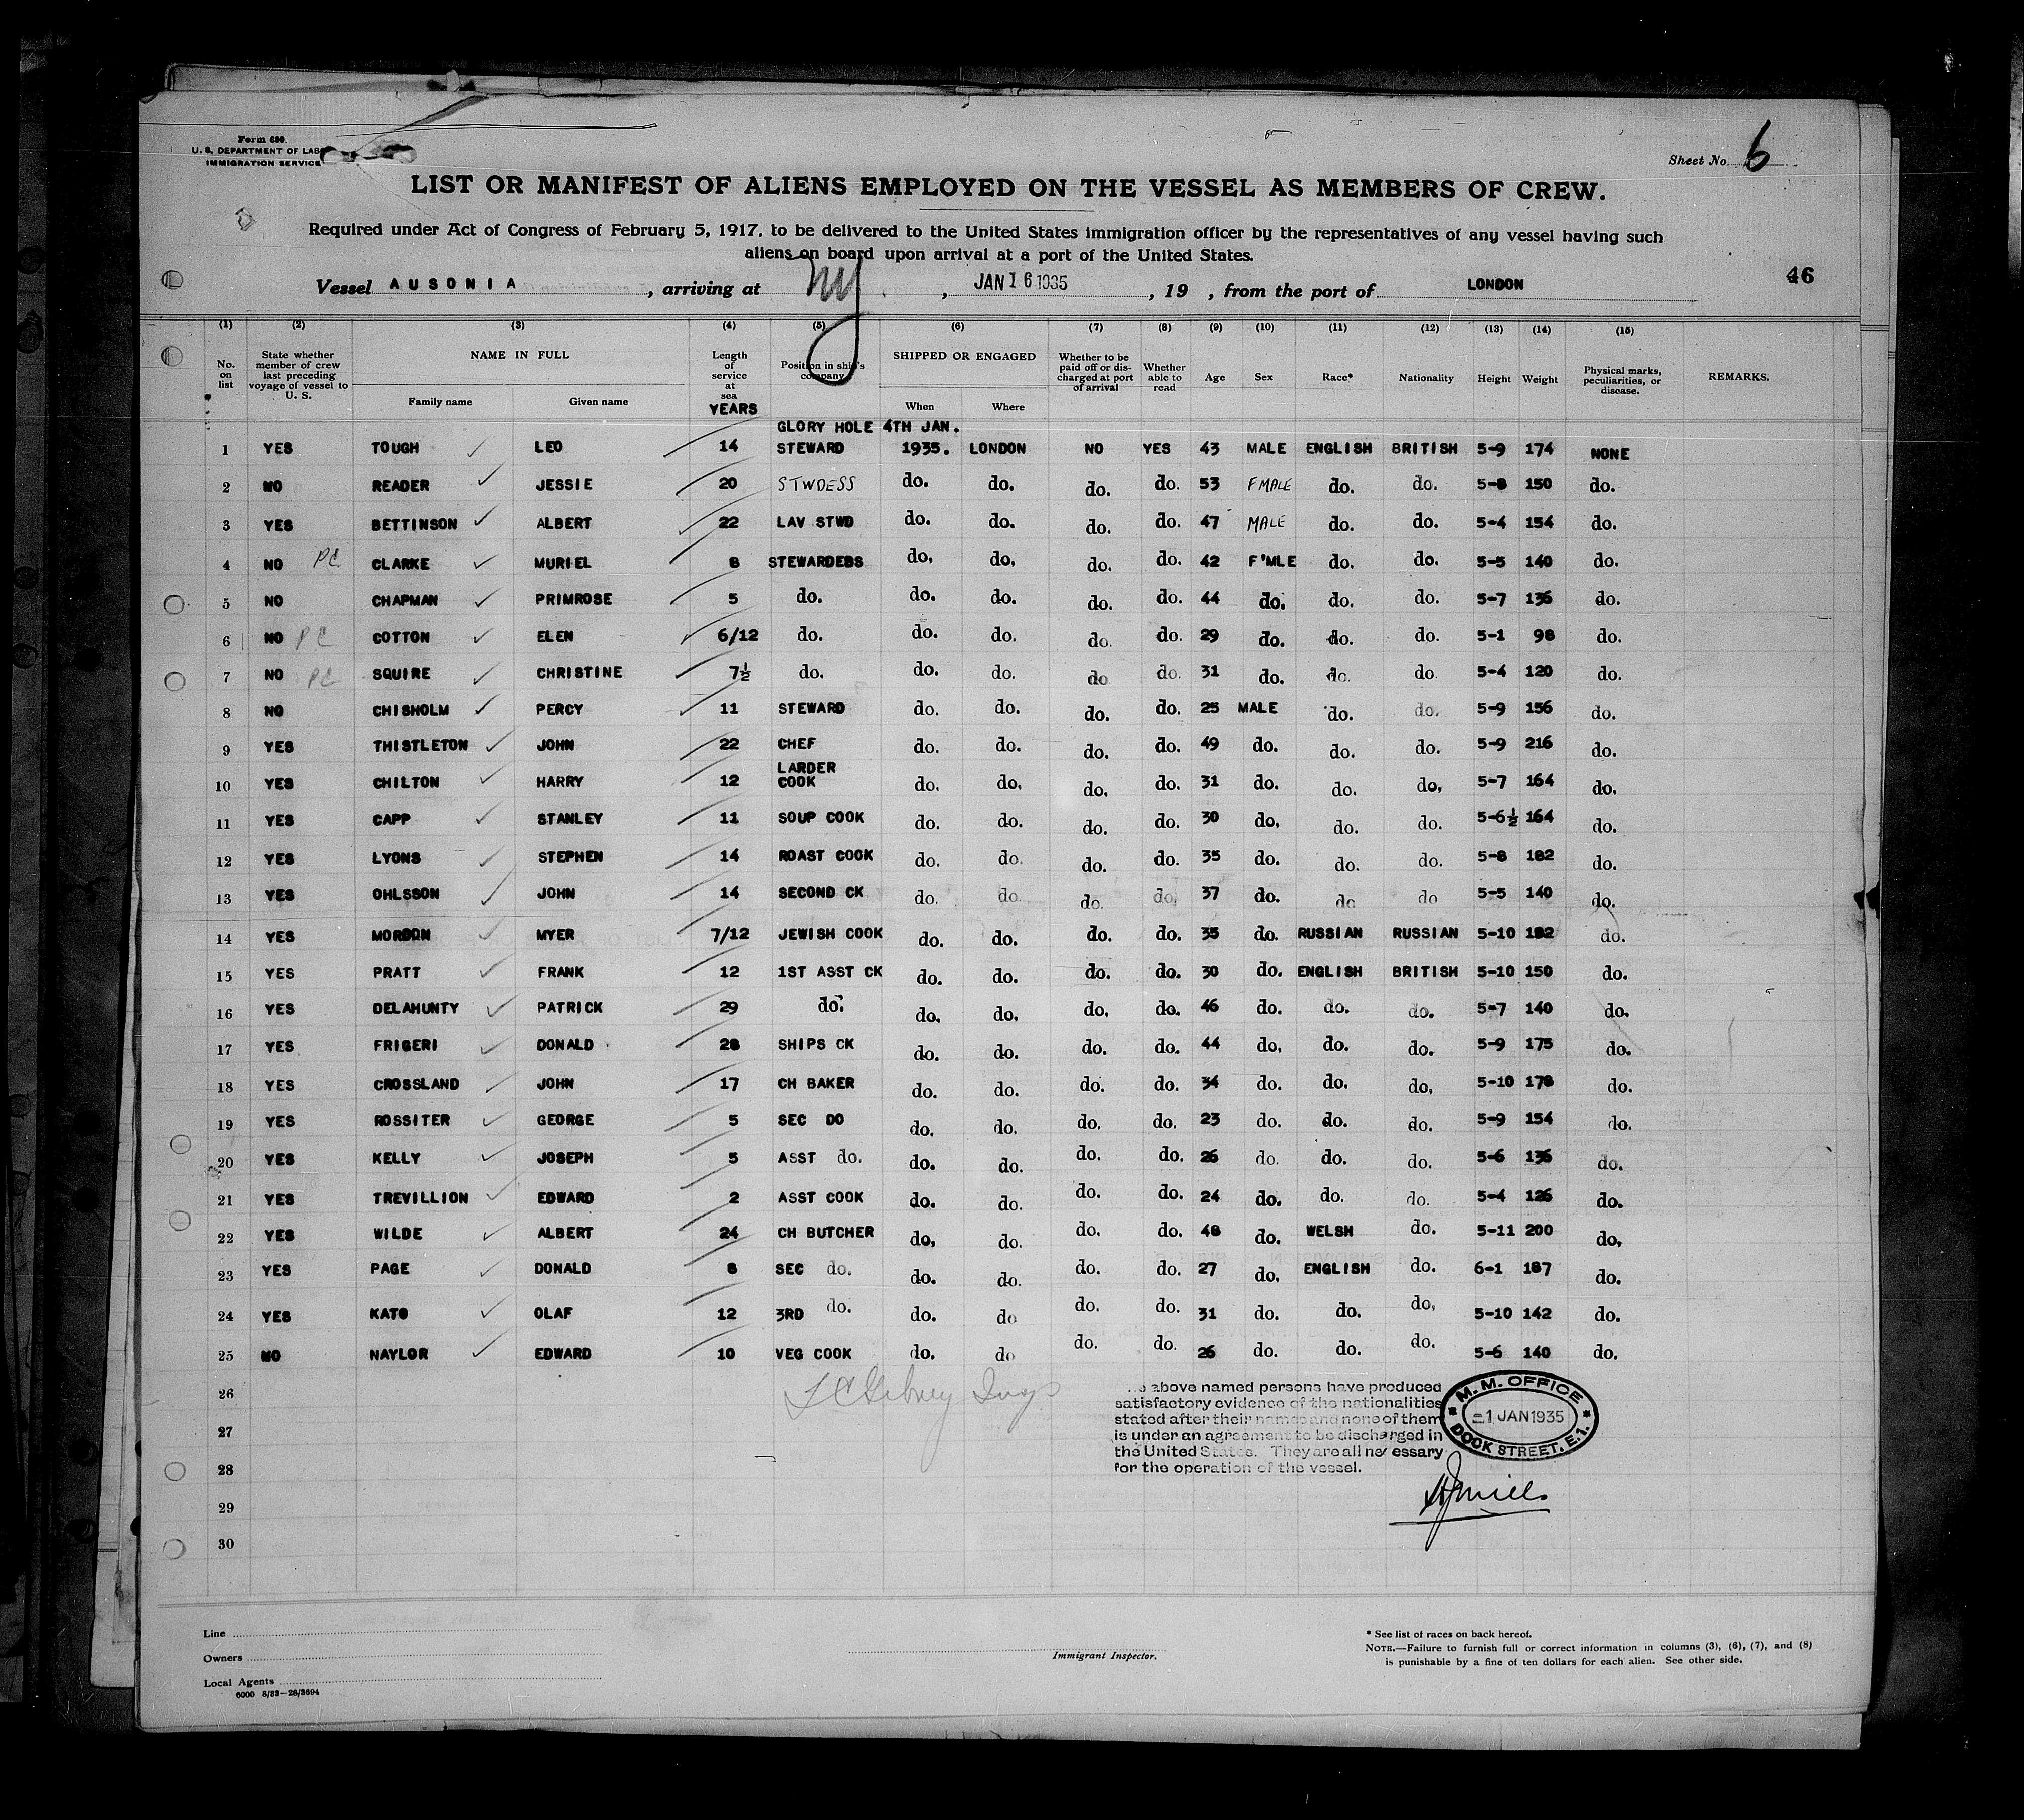 Form 680.
U. S. DEPARTMENT OF LAB
IMMIGRATION SERVICE
Sheet No. 6
LIST OR MANIFEST OF ALIENS EMPLOYED ON THE VESSEL AS MEMBERS OF CREW.
Required under Act of Congress of February 5, 1917, to be delivered to the United States immigration officer by the representatives of any vessel having such
aliens on board upon arrival at a port of the United States.
46
Vessel AUSONIA, arriving at NY, JAN 16 1935, 19 , from the port of LONDON
(1) (2) (3) (4) (5) (6) (7) (8) (9) (10) (11) (12) (13) (14) (15)
No. on list State whether member of crew last preceding voyage of vessel to U. S. NAME IN FULL Family name Given name Length of service at sea YEARS Position in ship's company SHIPPED OR ENGAGED When Where Whether to be paid off or discharged at port of arrival Whether able to read Age Sex Race* Nationality Height Weight Physical marks, peculiarities, or disease. REMARKS.
GLORY HOLE 4TH JAN.
1 YES TOUGH LEO 14 STEWARD 1935. LONDON NO YES 43 MALE ENGLISH BRITISH 5-9 174 NONE
2 NO READER JESSIE 20 STWDESS do. do. do. do. 53 FMALE do. do. 5-8 150 do.
3 YES BETTINSON ALBERT 22 LAV STWD do. do. do. do. 47 MALE do. do. 5-4 154 do.
4 NO PC CLARKE MURIEL 8 STEWARDEBS do. do. do. do. 42 F'MLE do. do. 5-5 140 do.
5 NO CHAPMAN PRIMROSE 5 do. do. do. do. do. 44 do. do. do. 5-7 136 do.
6 NO PC COTTON ELEN 6/12 do. do. do. do. do. 29 do. do. do. 5-1 98 do.
7 NO PC SQUIRE CHRISTINE 7½ do. do. do. do do. 31 do. do. do. 5-4 120 do.
8 NO CHISHOLM PERCY 11 STEWARD do. do. do. do. 25 MALE do. do. 5-9 156 do.
9 YES THISTLETON JOHN 22 CHEF do. do. do. do. 49 do. do. do. 5-9 216 do.
10 YES CHILTON HARRY 12 LARDER COOK do. do. do. do. 31 do. do. do. 5-7 164 do.
11 YES CAPP STANLEY 11 SOUP COOK do. do. do. do. 30 do. do. do. 5-6½ 164 do.
12 YES LYONS STEPHEN 14 ROAST COOK do. do. do. do. 35 do. do. do. 5-8 182 do.
13 YES OHLSSON JOHN 14 SECOND CK do. do. do. do. 37 do. do do 5-5 140 do.
14 YES MORDON MYER 7/12 JEWISH COOK do. do. do. do. 35 do. RUSSIAN RUSSIAN 5-10 182 do.
15 YES PRATT FRANK 12 1ST ASST CK do. do. do. do. 30 do. ENGLISH BRITISH 5-10 150 do.
16 YES DELAHUNTY PATRICK 29 do. do. do. do. do. 46 do. do. do. 5-7 140 do.
17 YES FRIGERI DONALD 28 SHIPS CK do. do. do. do. 44 do. do. do. 5-9 175 do.
18 YES CROSSLAND JOHN 17 CH BAKER do. do. do. do. 34 do. do. do. 5-10 178 do.
19 YES ROSSITER GEORGE 5 SEC DO do. do. do. do. 23 do. do. do. 5-9 154 do.
20 YES KELLY JOSEPH 5 ASST do. do. do. do. do. 26 do. do. do. 5-6 136 do.
21 YES TREVILLION EDWARD 2 ASST COOK do. do. do. do. 24 do. do. do. 5-4 126 do.
22 YES WILDE ALBERT 24 CH BUTCHER do. do. do. do. 48 do. WELSH do. 5-11 200 do.
23 YES PAGE DONALD 8 SEC do. do. do. do. do. 27 do. ENGLISH do. 6-1 187 do.
24 YES KATO OLAF 12 3RD do. do. do do. do. 31 do. do. do. 5-10 142 do.
25 NO NAYLOR EDWARD 10 VEG COOK do. do do. do. 26 do. do. do. 5-6 140 do.
26
27
28
29
30
above named persons have produced
satisfactory evidence of the nationalities
stated after their names and none of them
is under an agreement to be discharged in
the United States. They are all ne essary
for the operation of the vessel.
M. M. OFFICE
1 JAN 1935
DOCK STREET, E.1.
Line
Owners
Local Agents
6000 8/33—28/3694
Immigrant Inspector.
* See list of races on back hereof.
NOTE.—Failure to furnish full or correct information in columns (3), (6), (7), and (8)
is punishable by a fine of ten dollars for each alien. See other side.